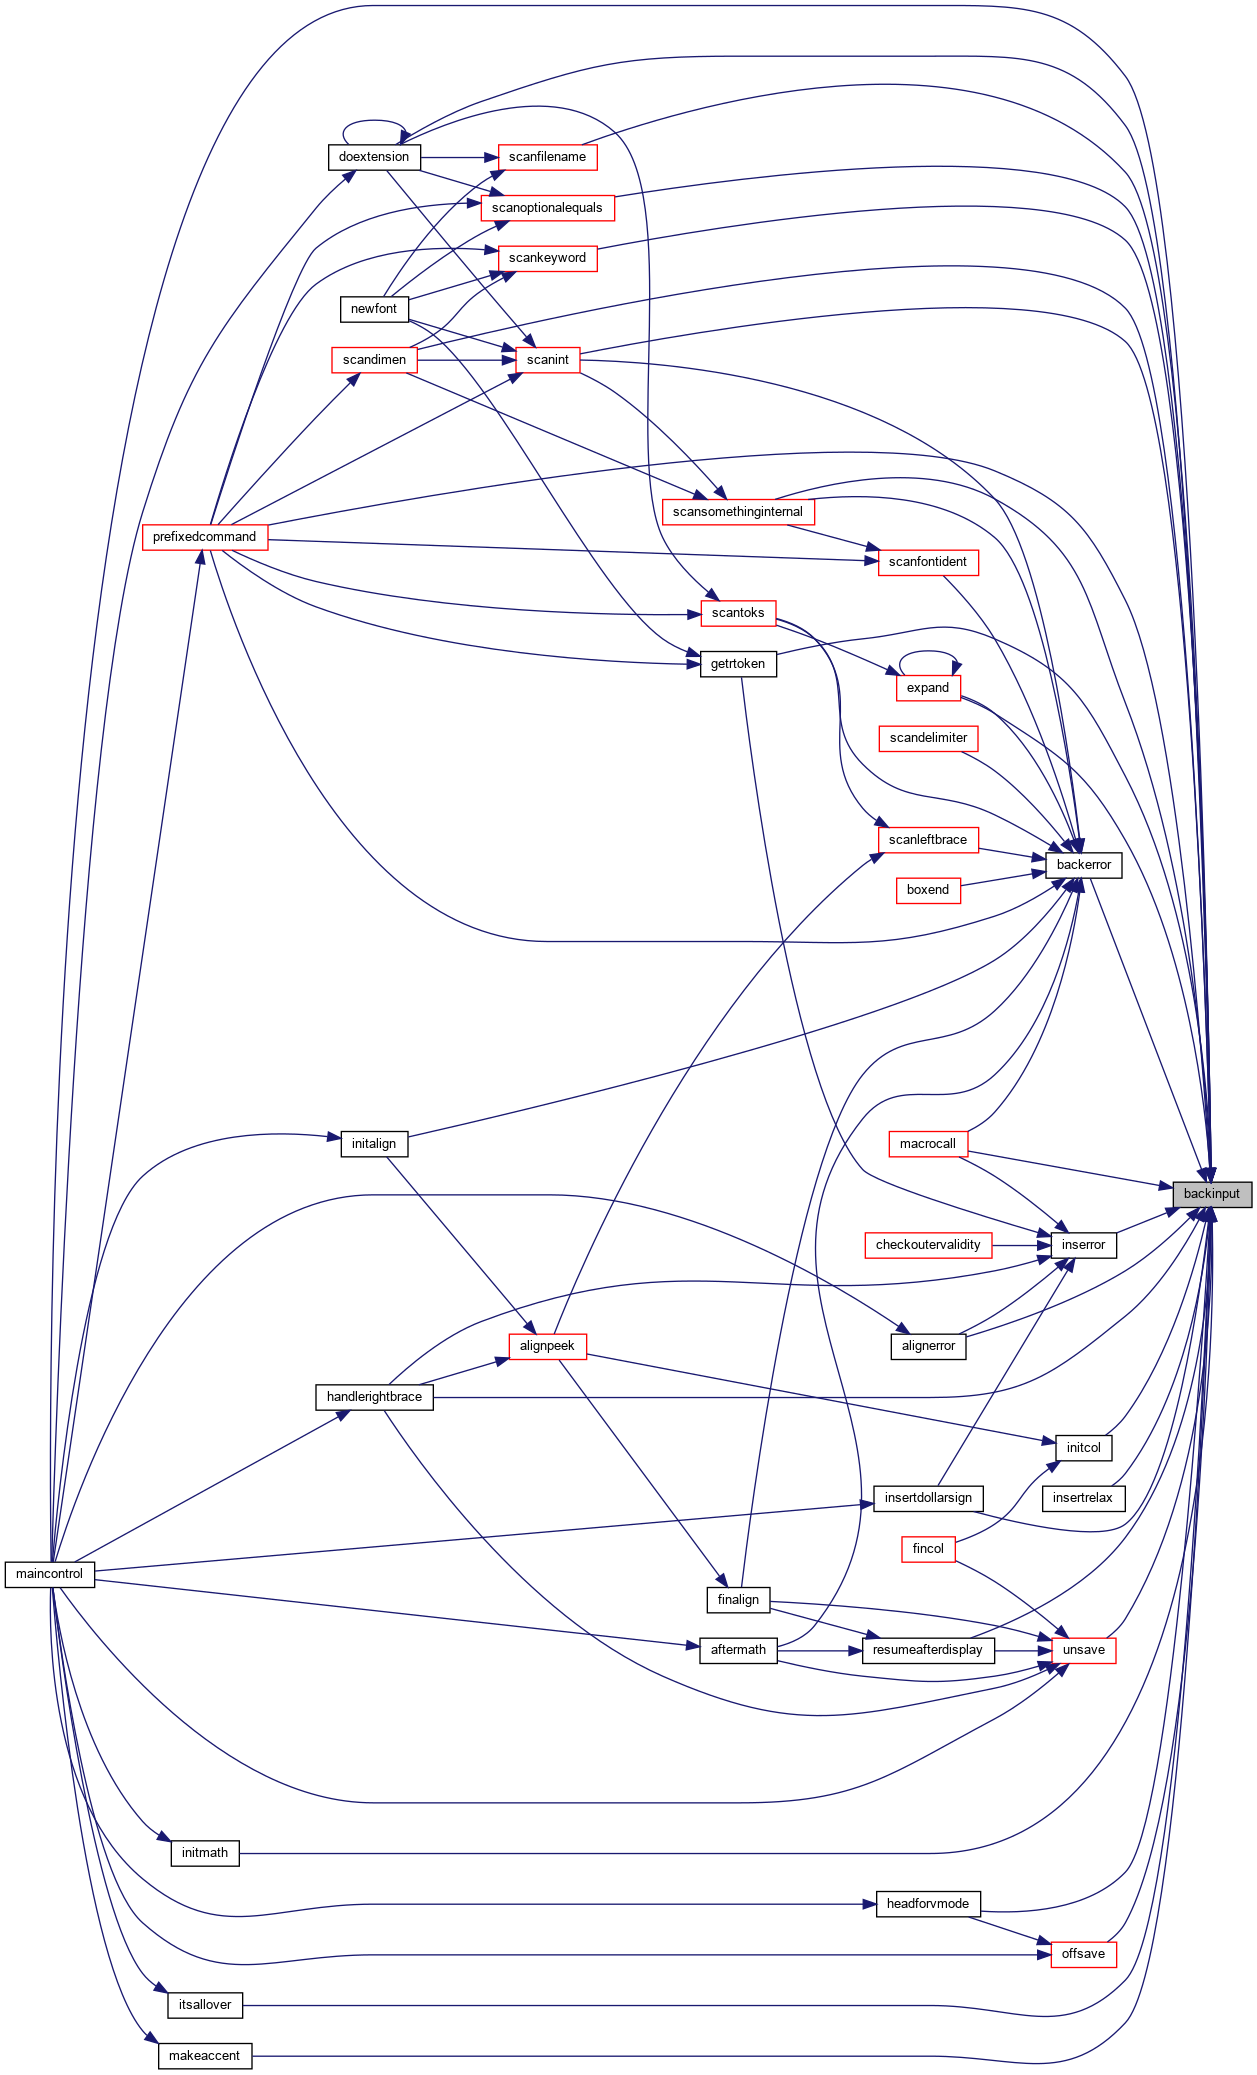 doextension
scanfilename
scanoptionalequals
scankeyword
newfont
scandimen
scanint
scansomethinginternal
prefixedcommand
scanfontident
scantoks
getrtoken
expand
scandelimiter
scanleftbrace
backerror
boxend
initalign
macrocall
backinput
checkoutervalidity
inserror
alignpeek
alignerror
handlerightbrace
initcol
insertdollarsign
insertrelax
fincol
maincontrol
finalign
aftermath
resumeafterdisplay
unsave
initmath
headforvmode
offsave
itsallover
makeaccent